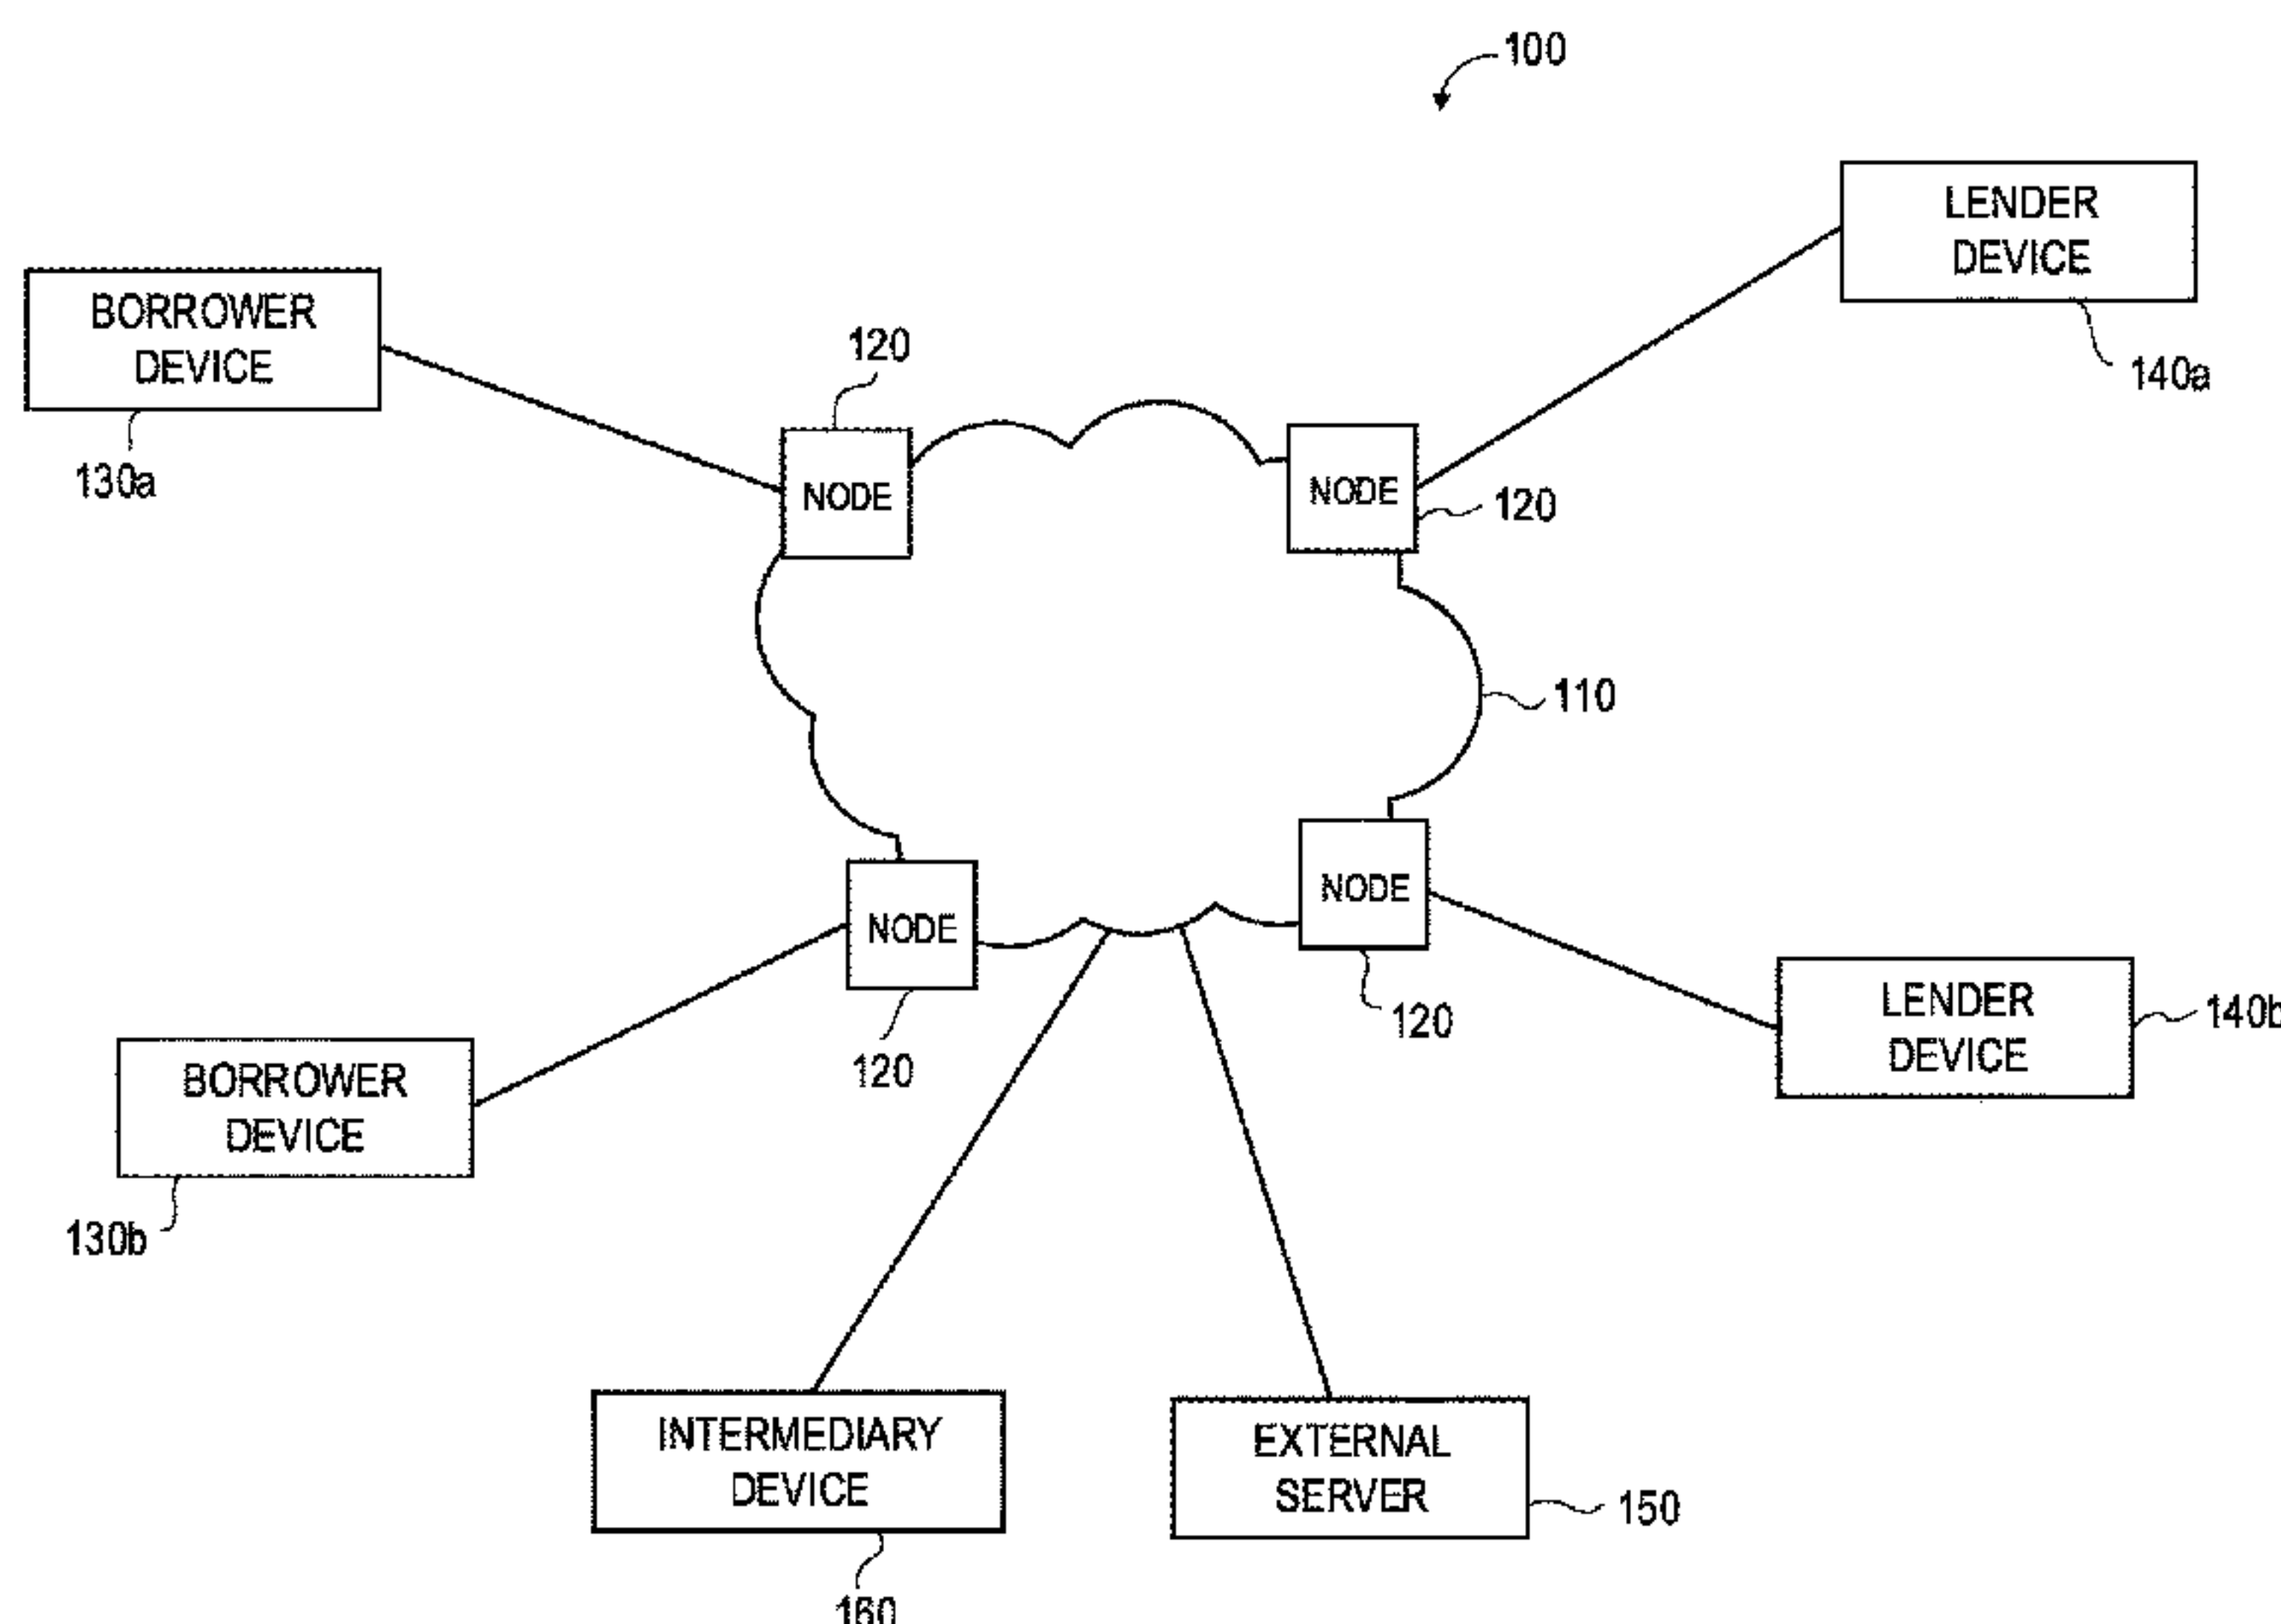 100
LENDER
DEVICE
140a
BORROWER
DEVICE
130a
120
NODE
NODE
120
110
NODE
120
NODE
120
LENDER
DEVICE
140b
BORROWER
DEVICE
130b
INTERMEDIARY
DEVICE
160
EXTERNAL
SERVER
150